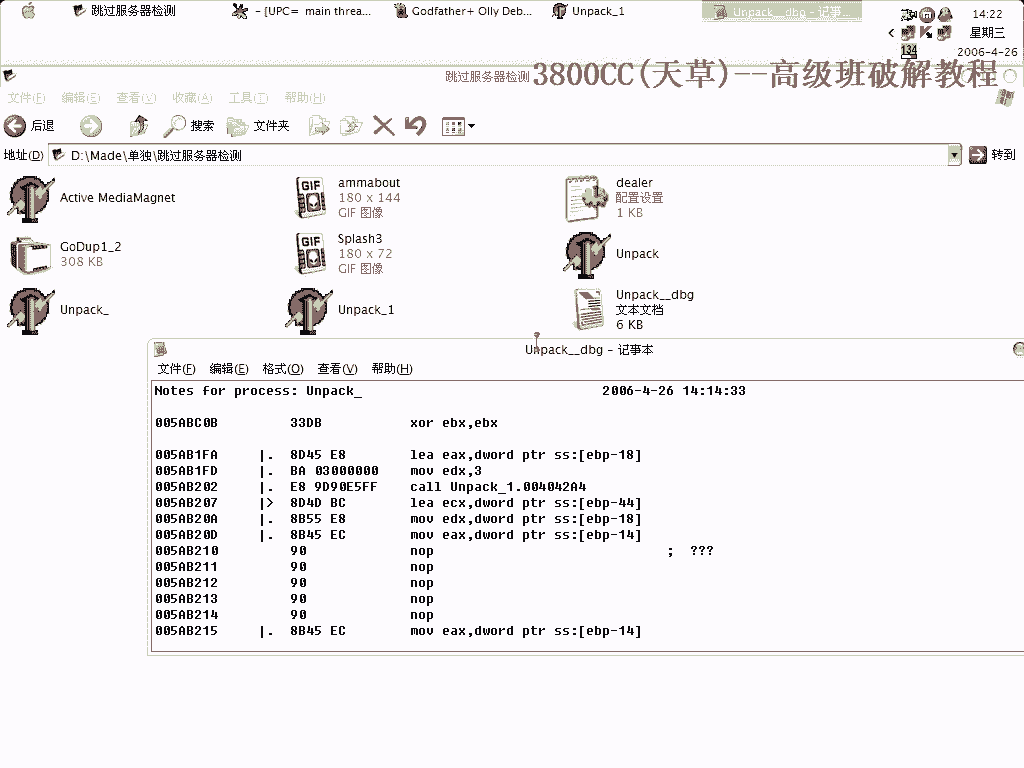 跳过服务器检测
- [UPC= main threa...
Godfather+ Olly Deb...
Unpack_1
Unpack__dbg - 记事...
14:22
星期三
134
2006-4-26
跳过服务器检测
3800CC(天草)--高级班破解教程
文件(F) 编辑(E) 查看(V) 收藏(A) 工具(T) 帮助(H)
后退 搜索 文件夹
地址(D) D:\Made\单独\跳过服务器检测 转到
Active MediaMagnet
ammabout
180 x 144
GIF 图像
dealer
配置设置
1 KB
GoDup1_2
308 KB
Splash3
180 x 72
GIF 图像
Unpack
Unpack_
Unpack_1
Unpack__dbg
文本文档
6 KB
Unpack__dbg - 记事本
文件(F) 编辑(E) 格式(O) 查看(V) 帮助(H)
Notes for process: Unpack_ 2006-4-26 14:14:33
005ABC0B 33DB xor ebx,ebx
005AB1FA |. 8D45 E8 lea eax,dword ptr ss:[ebp-18]
005AB1FD |. BA 03000000 mov edx,3
005AB202 |. E8 9D90E5FF call Unpack_1.004042A4
005AB207 |> 8D4D BC lea ecx,dword ptr ss:[ebp-44]
005AB20A |. 8B55 E8 mov edx,dword ptr ss:[ebp-18]
005AB20D |. 8B45 EC mov eax,dword ptr ss:[ebp-14]
005AB210 90 nop ; ???
005AB211 90 nop
005AB212 90 nop
005AB213 90 nop
005AB214 90 nop
005AB215 |. 8B45 EC mov eax,dword ptr ss:[ebp-14]